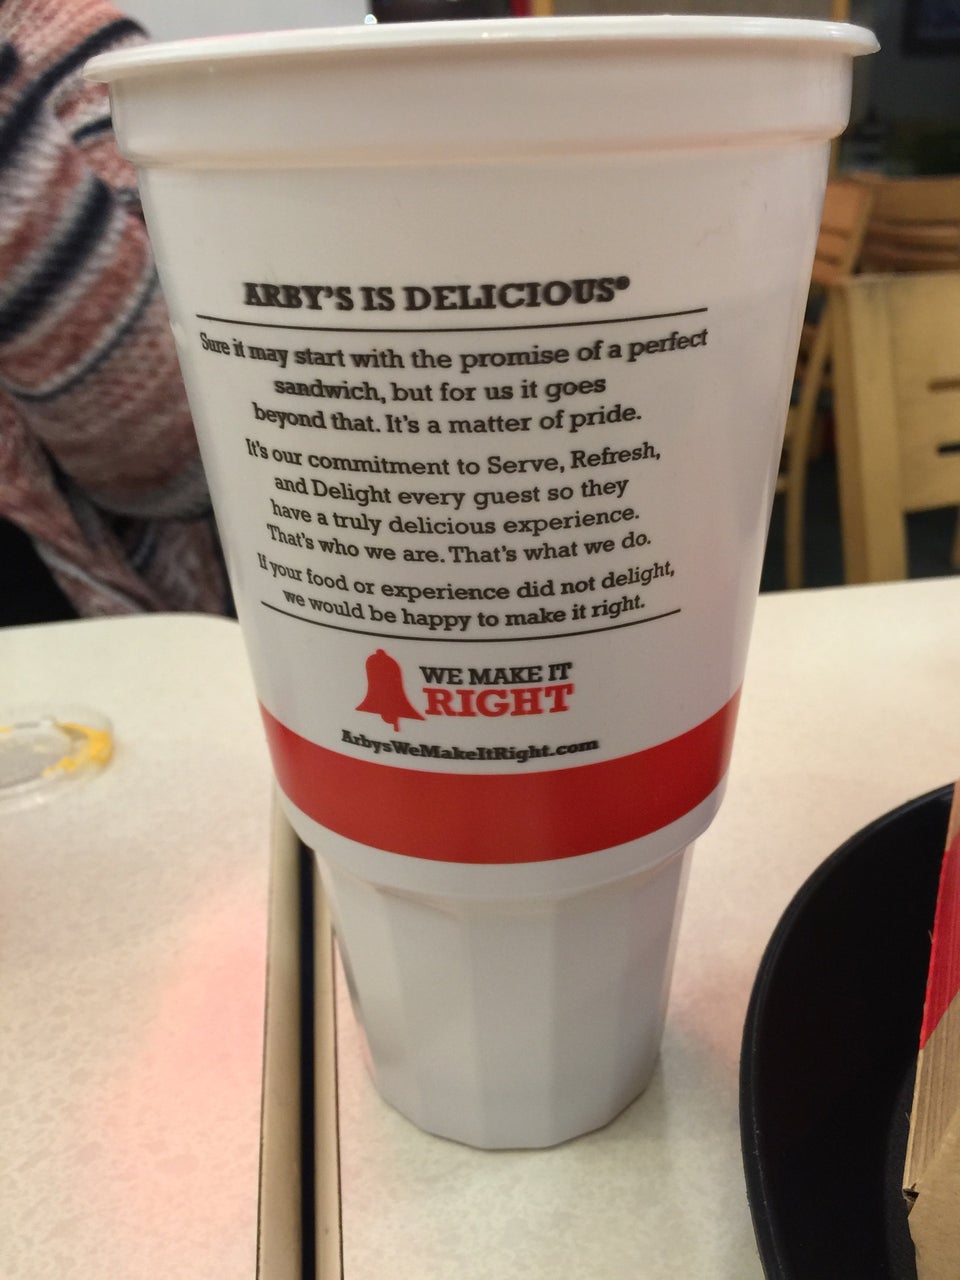 ARBY'S IS DELICIOUS®
Sure it may start with the promise of a perfect
sandwich, but for us it goes
beyond that. It's a matter of pride.
It's our commitment to Serve, Refresh,
and Delight every guest so they
have a truly delicious experience.
That's who we are. That's what we do.
If your food or experience did not delight,
we would be happy to make it right.
WE MAKE IT
RIGHT
ArbysWeMakeItRight.com